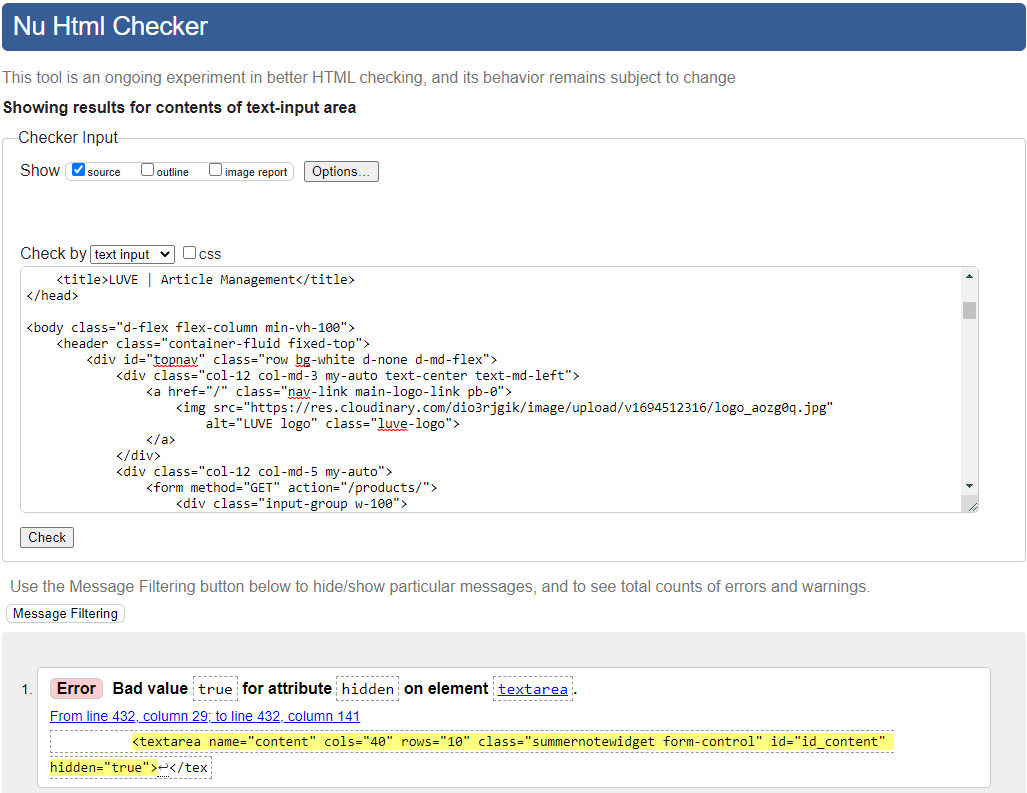 Nu Html Checker
This tool is an ongoing experiment in better HTML checking, and its behavior remains subject to change
Showing results for contents of text-input area
Checker Input
Show source outline image report Options...
Check by text input css
<title>LUVE | Article Management</title>
</head>
<body class="d-flex flex-column min-vh-100">
<header class="container-fluid fixed-top">
<div id="topnav" class="row bg-white d-none d-md-flex">
<div class="col-12 col-md-3 my-auto text-center text-md-left">
<a href="/" class="nav-link main-logo-link pb-0">
<img src="https://res.cloudinary.com/dio3rjgik/image/upload/v1694512316/logo_aozg0q.jpg"
alt="LUVE logo" class="luve-logo">
</a>
</div>
<div class="col-12 col-md-5 my-auto">
<form method="GET" action="/products/">
<div class="input-group w-100">
Check
Use the Message Filtering button below to hide/show particular messages, and to see total counts of errors and warnings.
Message Filtering
1. Error Bad value true for attribute hidden on element textarea.
From line 432, column 29; to line 432, column 141
<textarea name="content" cols="40" rows="10" class="summernotewidget form-control" id="id_content"
hidden="true">↩</tex